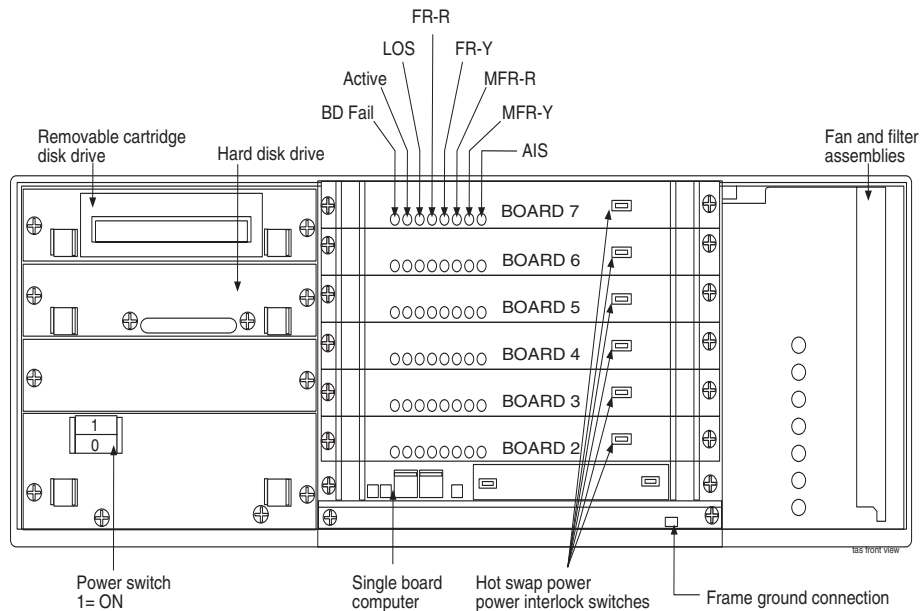 FR-R
LOS
FR-Y
Active
MFR-R
BD Fail
MFR-Y
AIS
Removable cartridge
disk drive
Hard disk drive
Fan and filter
assemblies
BOARD 7
BOARD 6
BOARD 5
BOARD 4
BOARD 3
BOARD 2
1
0
tas front view
Power switch
1= ON
Single board
computer
Hot swap power
power interlock switches
Frame ground connection